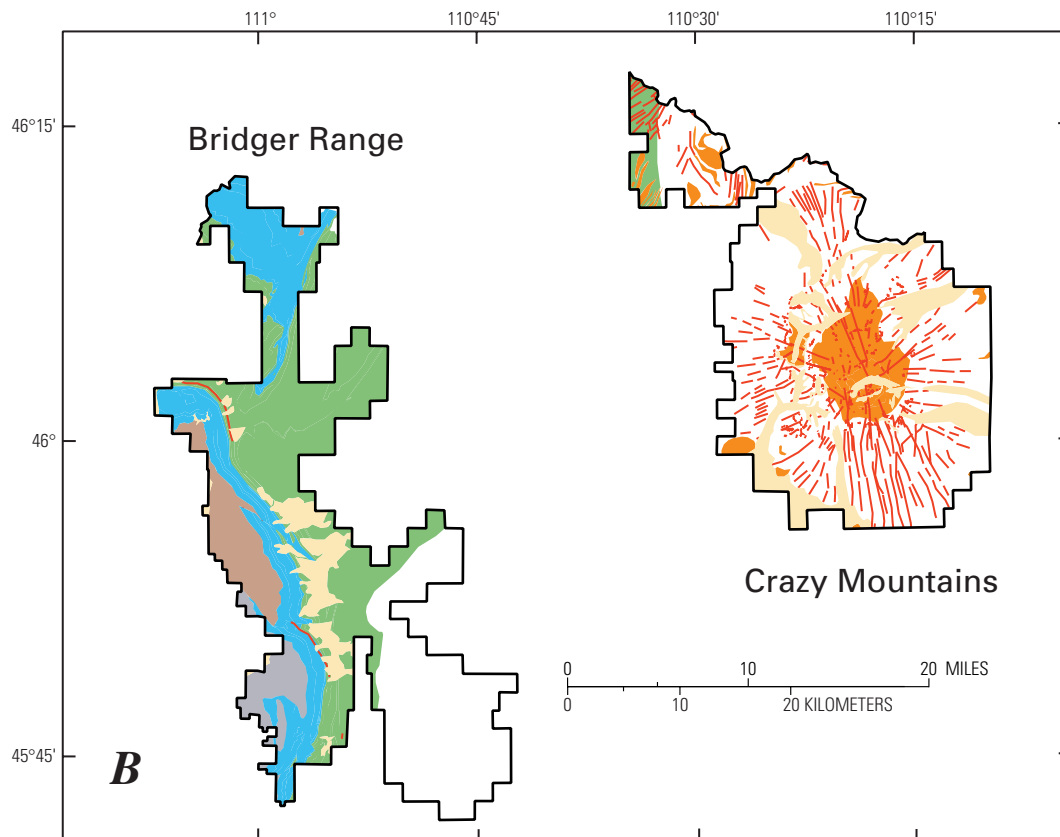 111° 110°45' 110°30' 110°15'
46°15'
Bridger Range
46°
Crazy Mountains
0 10 20 MILES
0 10 20 KILOMETERS
45°45'
B